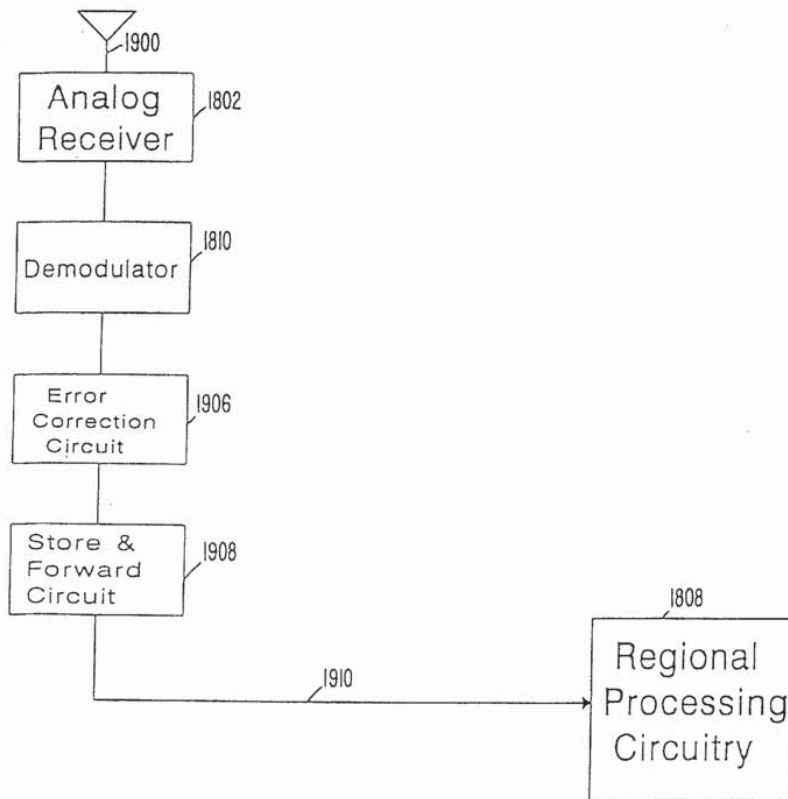 1900
Analog
Receiver
1802
Demodulator
1810
Error
Correction
Circuit
1906
Store &
Forward
Circuit
1908
1910
1808
Regional
Processing
Circuitry